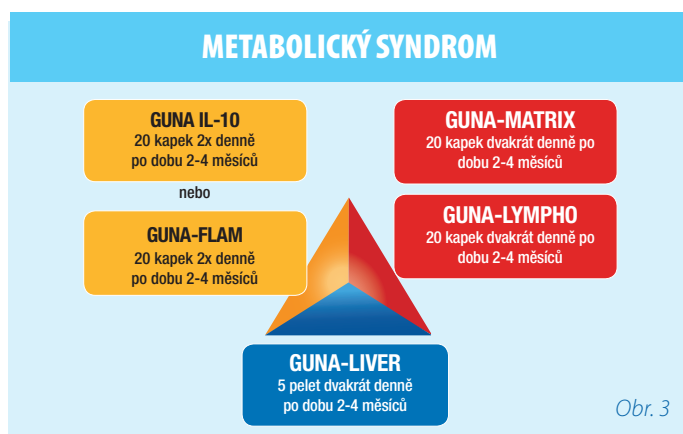 METABOLICKÝ SYNDROM
GUNA IL-10
20 kapek 2x denně
po dobu 2-4 měsíců
nebo
GUNA-FLAM
20 kapek 2x denně
po dobu 2-4 měsíců
GUNA-MATRIX
20 kapek dvakrát denně po
dobu 2-4 měsíců
GUNA-LYMPHO
20 kapek dvakrát denně po
dobu 2-4 měsíců
GUNA-LIVER
5 pelet dvakrát denně
po dobu 2-4 měsíců
Obr. 3